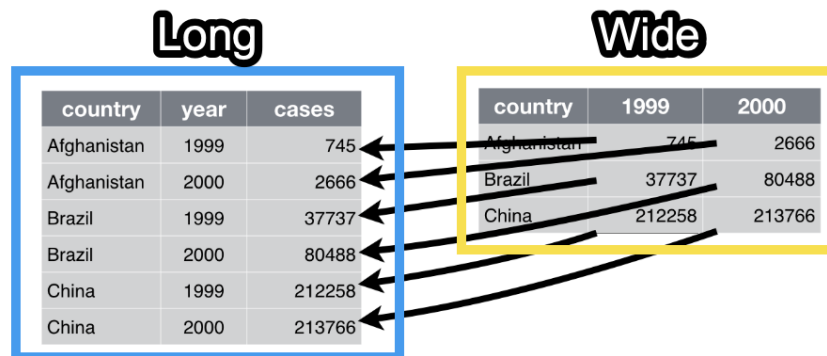 Long
country year cases
Afghanistan 1999 745
Afghanistan 2000 2666
Brazil 1999 37737
Brazil 2000 80488
China 1999 212258
China 2000 213766
Wide
country 1999 2000
Afghanistan 745 2666
Brazil 37737 80488
China 212258 213766